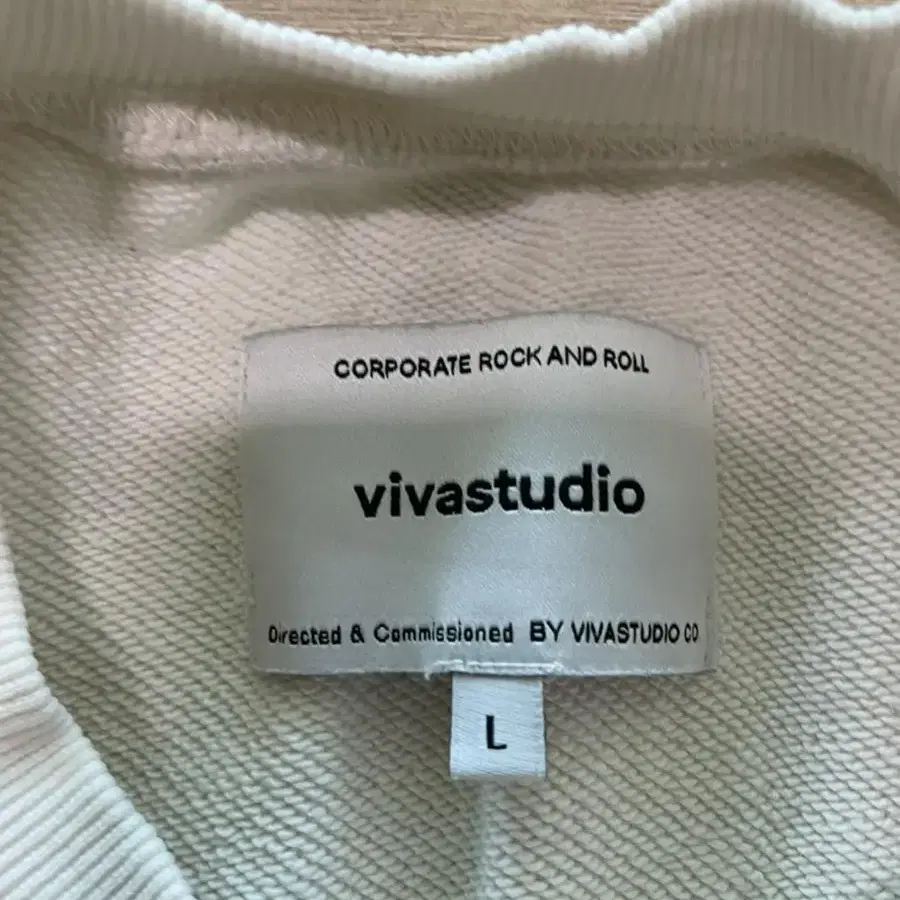 CORPORATE ROCK AND ROLL
vivastudio
Directed & Commissioned BY VIVASTUDIO CO
L